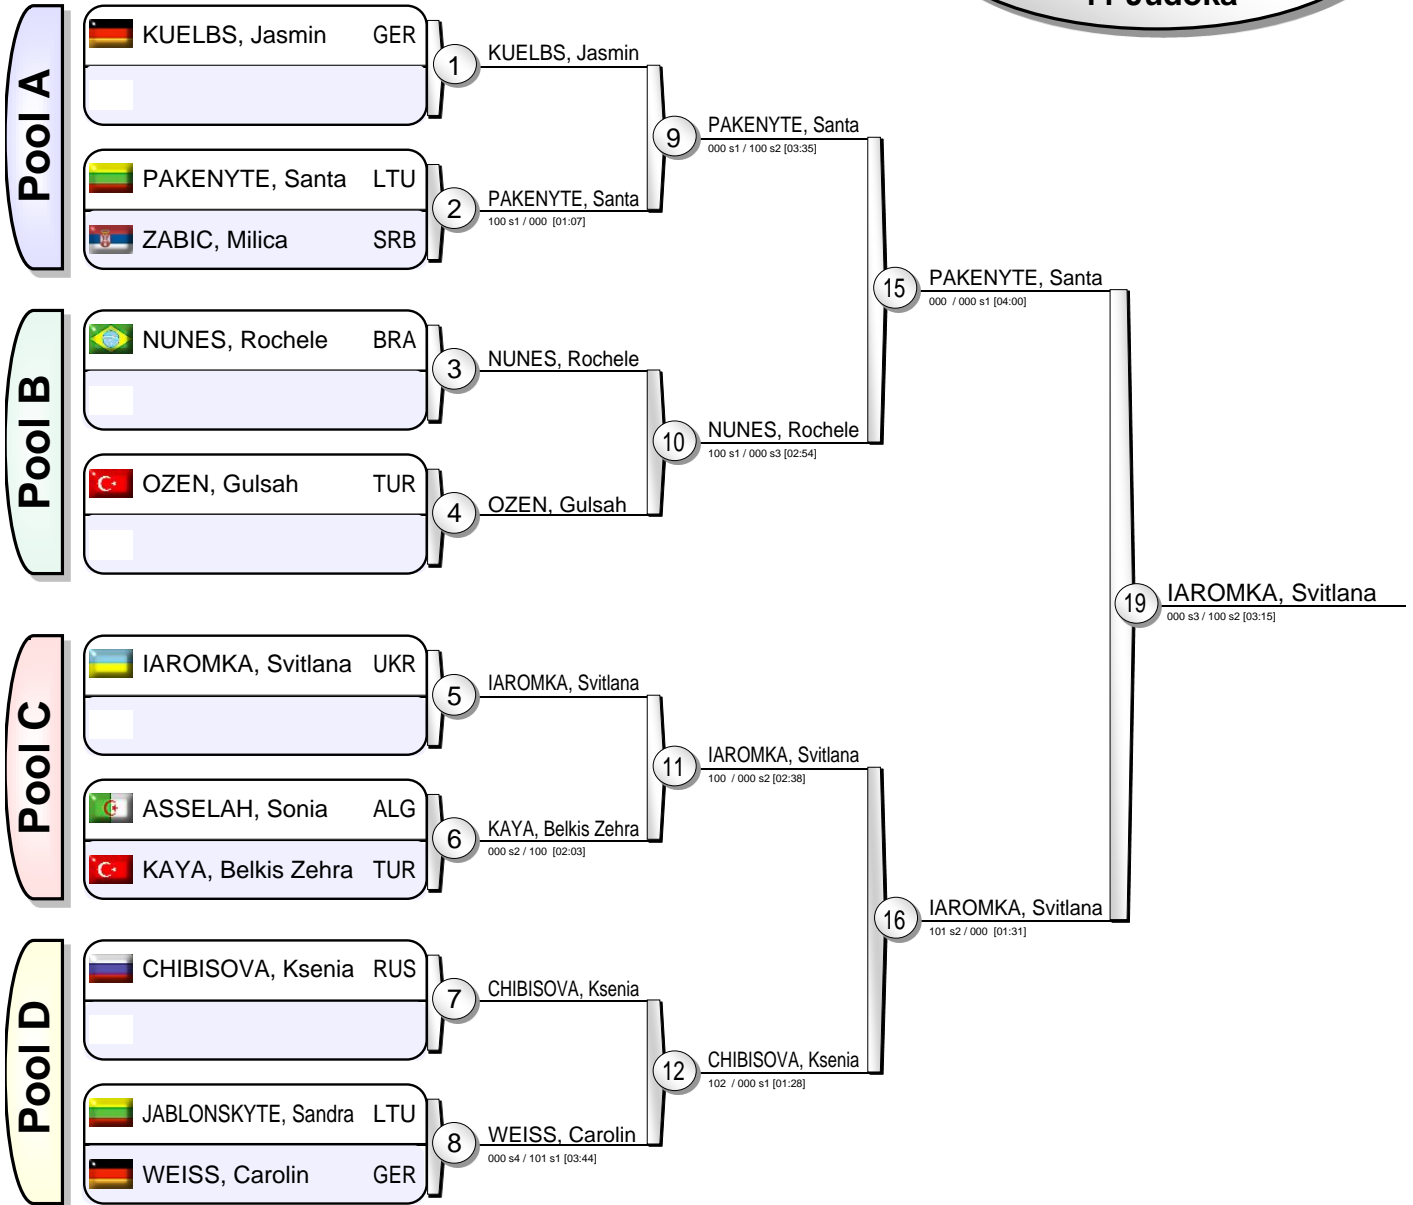 11 Judoka
Pool A
KUELBS, Jasmin GER
PAKENYTE, Santa LTU
ZABIC, Milica SRB
1
KUELBS, Jasmin
2
PAKENYTE, Santa
100 s1 / 000 [01:07]
9
PAKENYTE, Santa
000 s1 / 100 s2 [03:35]
Pool B
NUNES, Rochele BRA
OZEN, Gulsah TUR
3
NUNES, Rochele
4
OZEN, Gulsah
10
NUNES, Rochele
100 s1 / 000 s3 [02:54]
15
PAKENYTE, Santa
000 / 000 s1 [04:00]
Pool C
IAROMKA, Svitlana UKR
ASSELAH, Sonia ALG
KAYA, Belkis Zehra TUR
5
IAROMKA, Svitlana
6
KAYA, Belkis Zehra
000 s2 / 100 [02:03]
11
IAROMKA, Svitlana
100 / 000 s2 [02:38]
Pool D
CHIBISOVA, Ksenia RUS
JABLONSKYTE, Sandra LTU
WEISS, Carolin GER
7
CHIBISOVA, Ksenia
8
WEISS, Carolin
000 s4 / 101 s1 [03:44]
12
CHIBISOVA, Ksenia
102 / 000 s1 [01:28]
16
IAROMKA, Svitlana
101 s2 / 000 [01:31]
19
IAROMKA, Svitlana
000 s3 / 100 s2 [03:15]